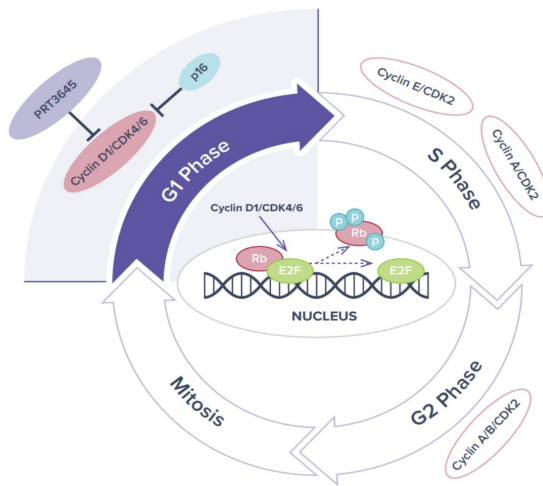 PRT3645
p16
Cyclin D1/CDK4/6
G1 Phase
Cyclin E/CDK2
Cyclin A/CDK2
S Phase
Cyclin D1/CDK4/6
p
p
Rb
p
Rb
E2F
E2F
NUCLEUS
Mitosis
G2 Phase
Cyclin A/B/CDK2